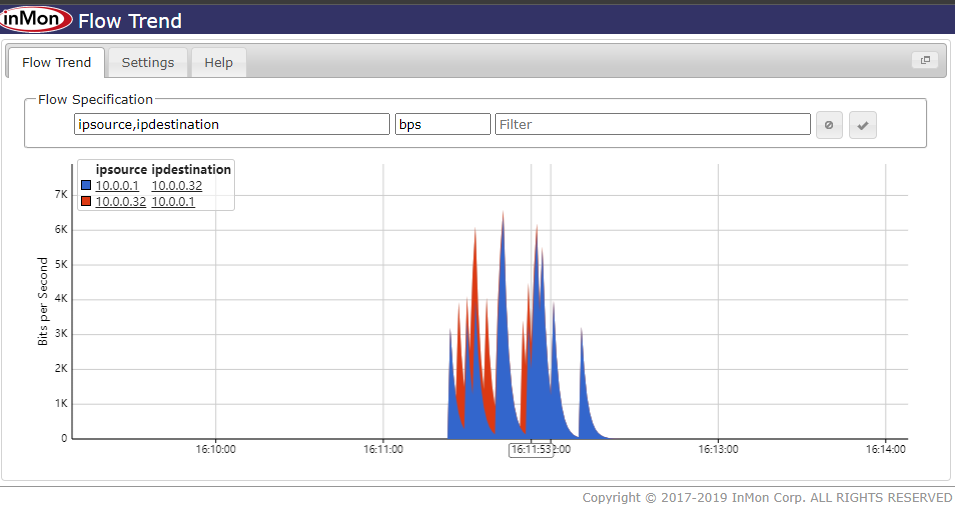 inMon Flow Trend
Flow Trend Settings Help
Flow Specification
ipsource,ipdestination bps Filter
ipsource ipdestination
10.0.0.1 10.0.0.32
10.0.0.32 10.0.0.1
Bits per Second
7K
6K
5K
4K
3K
2K
1K
0
16:10:00 16:11:00 16:11:53 :00 16:13:00 16:14:00
Copyright © 2017-2019 InMon Corp. ALL RIGHTS RESERVED